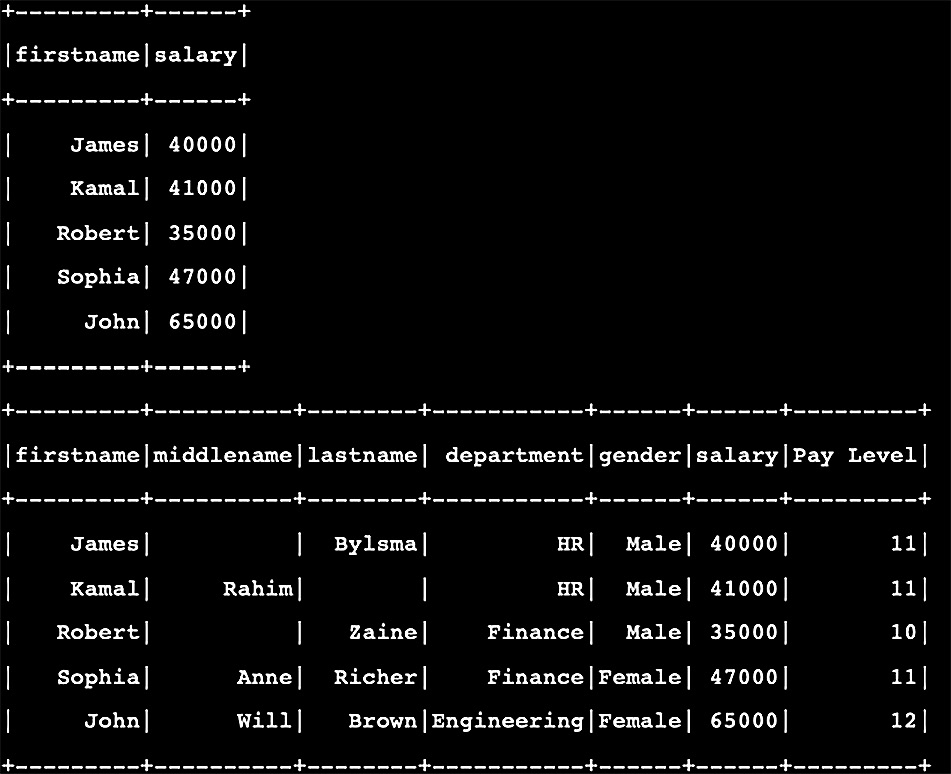 +---------+------+
|firstname|salary|
+---------+------+
|    James| 40000|
|    Kamal| 41000|
|   Robert| 35000|
|   Sophia| 47000|
|     John| 65000|
+---------+------+
+---------+----------+--------+-----------+------+------+---------+
|firstname|middlename|lastname| department|gender|salary|Pay Level|
+---------+----------+--------+-----------+------+------+---------+
|    James|          |  Bylsma|         HR|  Male| 40000|       11|
|    Kamal|     Rahim|        |         HR|  Male| 41000|       11|
|   Robert|          |   Zaine|    Finance|  Male| 35000|       10|
|   Sophia|      Anne|  Richer|    Finance|Female| 47000|       11|
|     John|      Will|   Brown|Engineering|Female| 65000|       12|
+---------+----------+--------+-----------+------+------+---------+